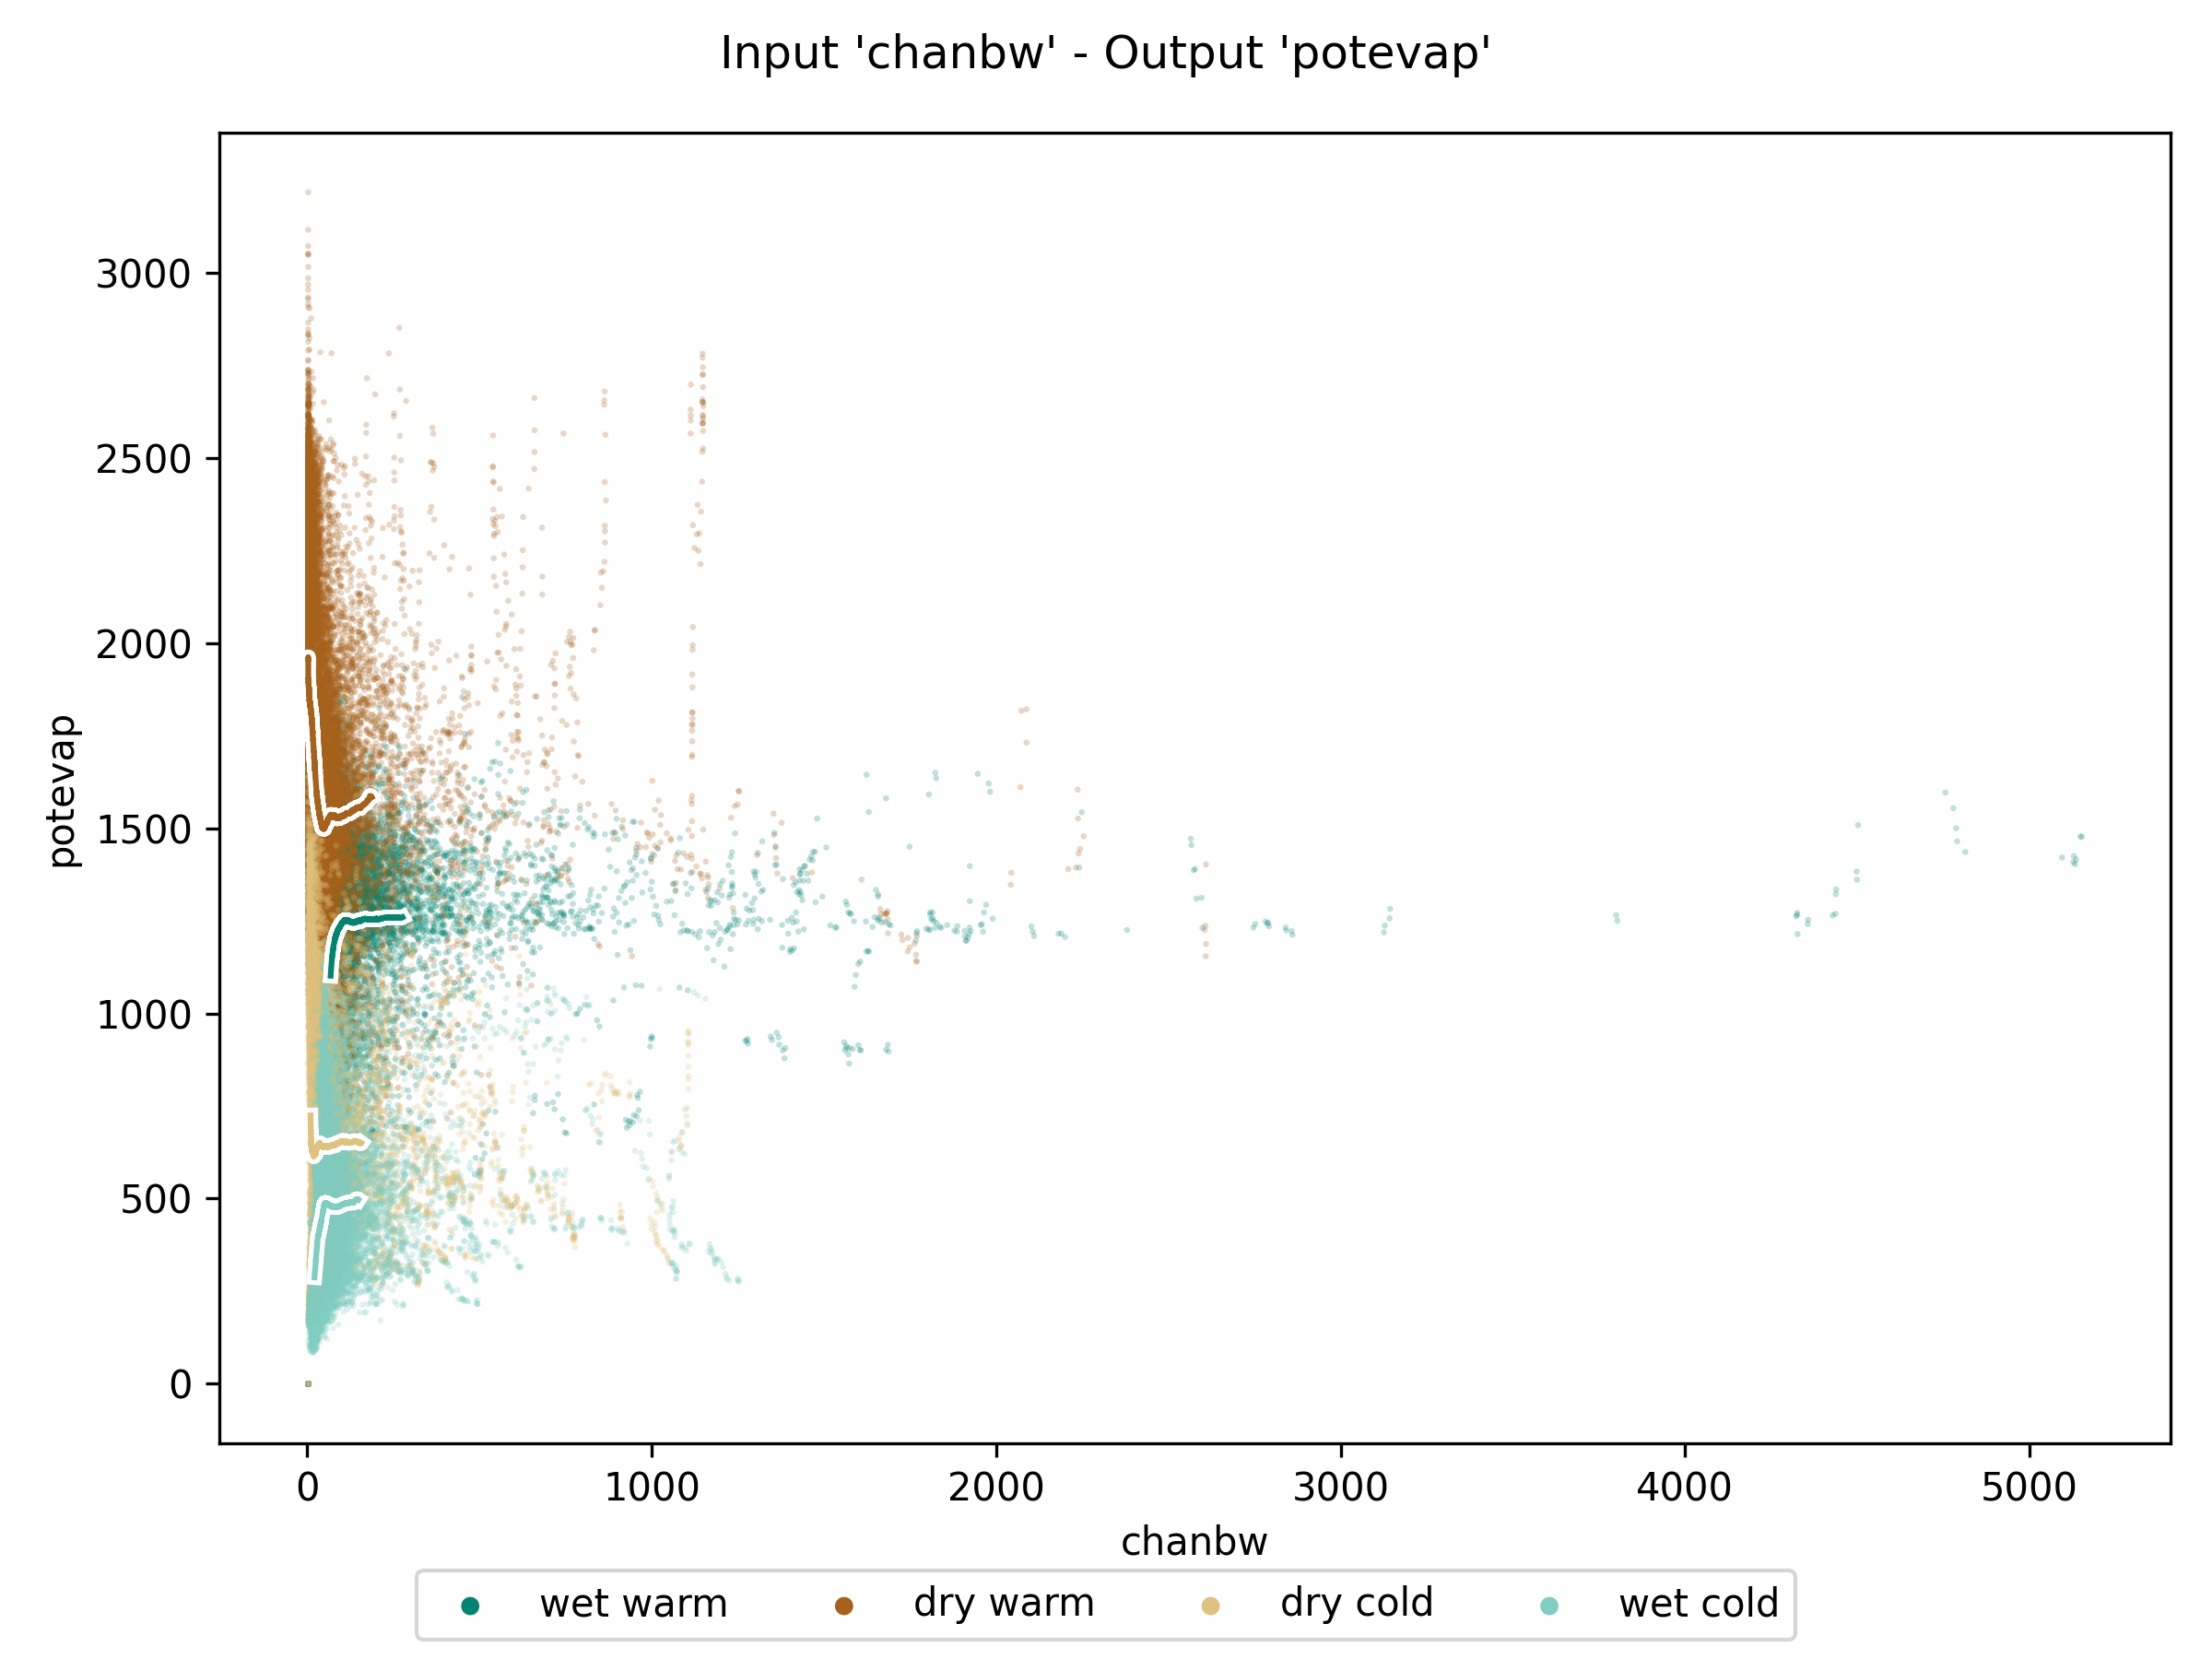 Input 'chanbw' - Output 'potevap'
potevap
3000
2500
2000
1500
1000
500
0
0 1000 2000 3000 4000 5000
chanbw
wet warm dry warm dry cold wet cold